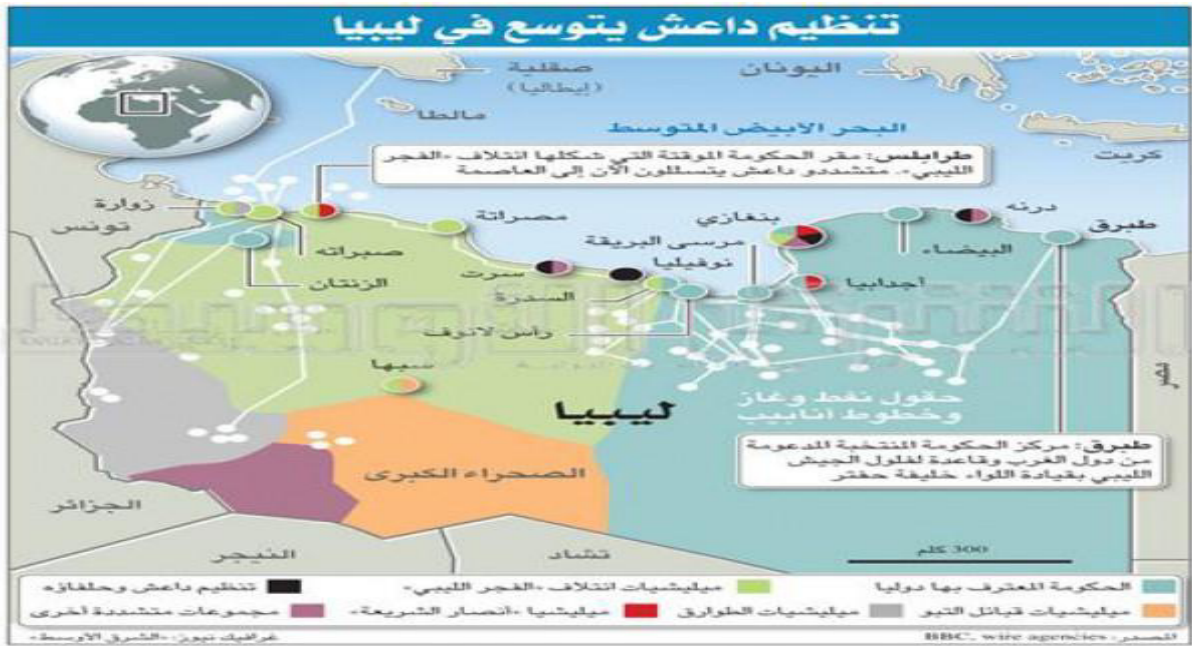 تنظيم داعش يتوسع في ليبيا
صقلية
(إيطاليا)
اليونان
مالطا
البحر الأبيض المتوسط
كريت
طرابلس: مقر الحكومة الموقتة التي شكلها ائتلاف «الفجر
الليبي». متشددو داعش يتسللون الآن إلى العاصمة
زوارة
تونس
صبراته
الزنتان
مصراتة
سرت
السدرة
رأس لانوف
بنغازي
مرسى البريقة
نوفيليا
أجدابيا
البيضاء
درنه
طبرق
مصر
سبها
ليبيا
حقول نفط وغاز
وخطوط أنابيب
طبرق: مركز الحكومة المنتخبة المدعومة
من دول الغرب وقاعدة لفلول الجيش
الليبي بقيادة اللواء خليفة حفتر
الصحراء الكبرى
الجزائر
النيجر
تشاد
300 كلم
الحكومة المعترف بها دوليا
ميليشيات ائتلاف «الفجر الليبي»
تنظيم داعش وحلفاؤه
ميليشيات قبائل التبو
ميليشيات الطوارق
ميليشيا «أنصار الشريعة»
مجموعات متشددة أخرى
المصدر: BBC, wire agencies
غرافيك نيوز: «الشرق الأوسط»